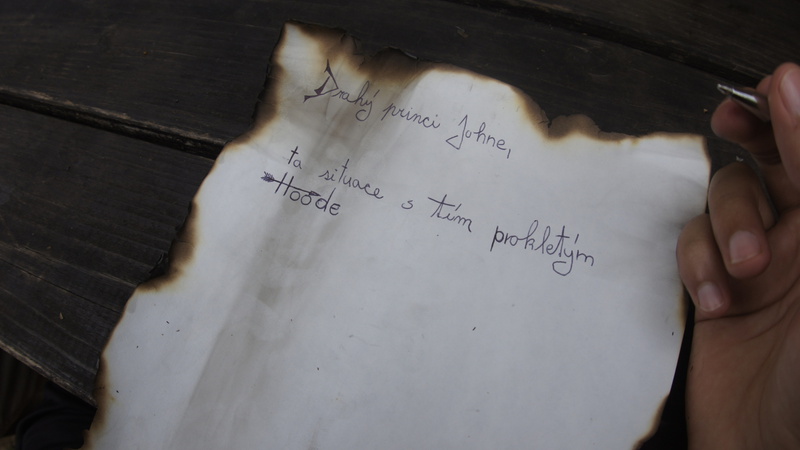 Drahý princi Johne,
ta situace s tím prokletým
Hoode